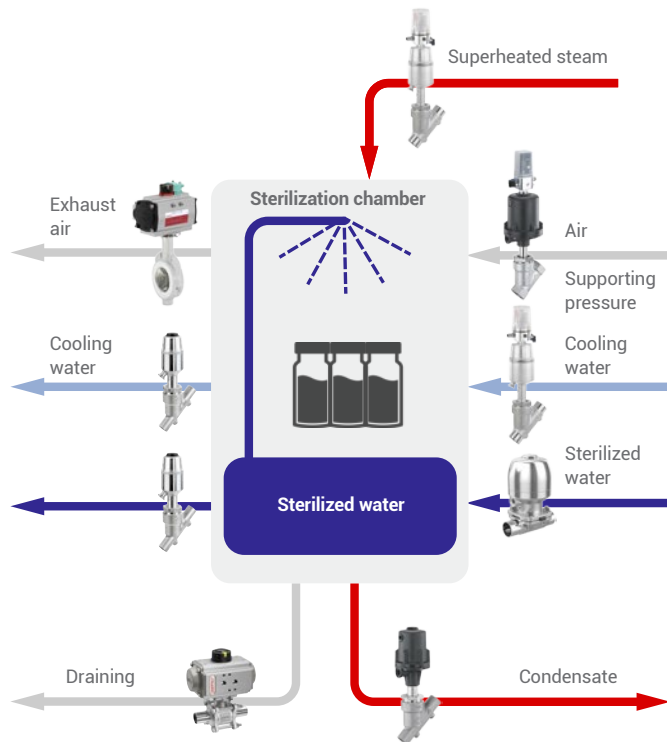 Superheated steam
Sterilization chamber
Exhaust
air
Air
Supporting
pressure
Cooling
water
Cooling
water
Sterilized
water
Sterilized water
Draining
Condensate